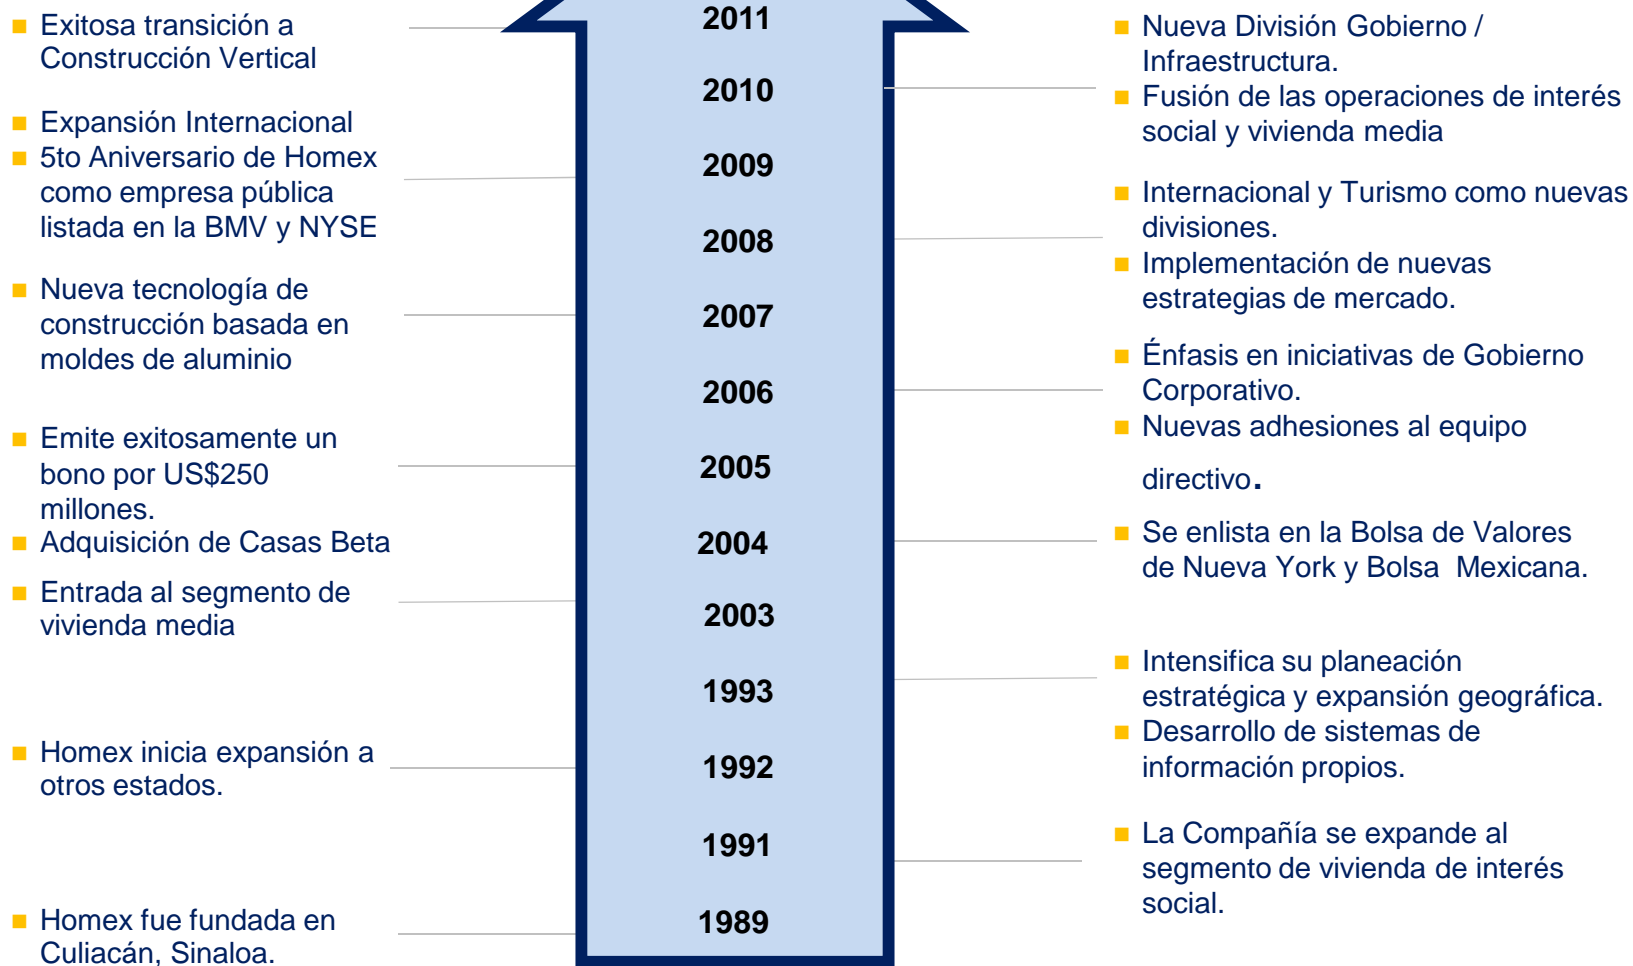 Exitosa transición a
Construcción Vertical
Expansión Internacional
5to Aniversario de Homex
como empresa pública
listada en la BMV y NYSE
Nueva tecnología de
construcción basada en
moldes de aluminio
Emite exitosamente un
bono por US$250
millones.
Adquisición de Casas Beta
Entrada al segmento de
vivienda media
Homex inicia expansión a
otros estados.
Homex fue fundada en
Culiacán, Sinaloa.
2011
2010
2009
2008
2007
2006
2005
2004
2003
1993
1992
1991
1989
Nueva División Gobierno /
Infraestructura.
Fusión de las operaciones de interés
social y vivienda media
Internacional y Turismo como nuevas
divisiones.
Implementación de nuevas
estrategias de mercado.
Énfasis en iniciativas de Gobierno
Corporativo.
Nuevas adhesiones al equipo
directivo.
Se enlista en la Bolsa de Valores
de Nueva York y Bolsa  Mexicana.
Intensifica su planeación
estratégica y expansión geográfica.
Desarrollo de sistemas de
información propios.
La Compañía se expande al
segmento de vivienda de interés
social.